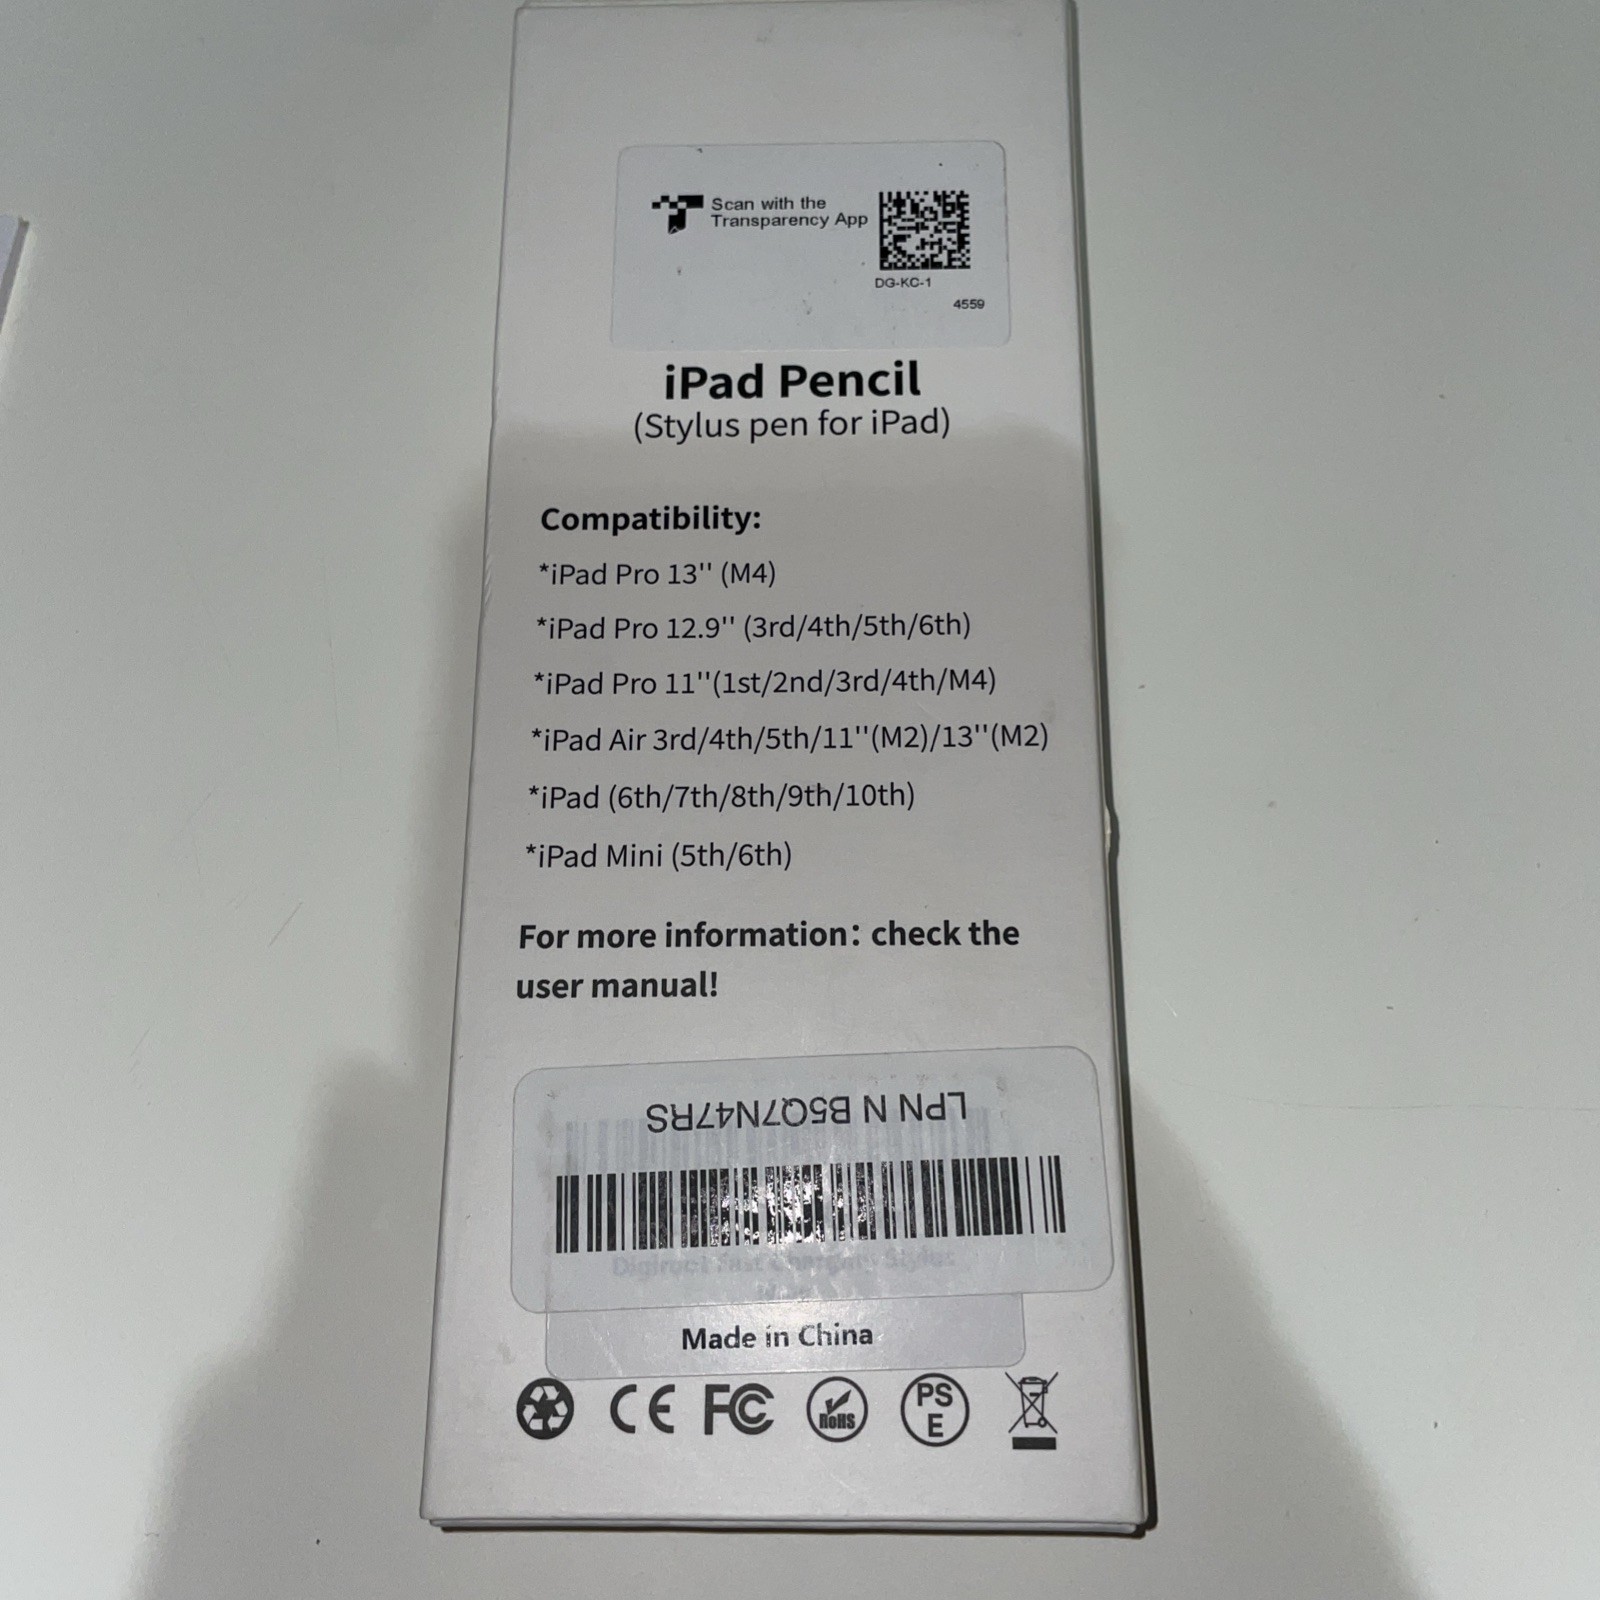 Scan with the
Transparency App
DG-KC-1
4559
iPad Pencil
(Stylus pen for iPad)
Compatibility:
*iPad Pro 13'' (M4)
*iPad Pro 12.9'' (3rd/4th/5th/6th)
*iPad Pro 11''(1st/2nd/3rd/4th/M4)
*iPad Air 3rd/4th/5th/11''(M2)/13''(M2)
*iPad (6th/7th/8th/9th/10th)
*iPad Mini (5th/6th)
For more information: check the
user manual!
LPN N B5Q7N47RS
Fast Stylus
Made in China
CE FC RoHS PS
E